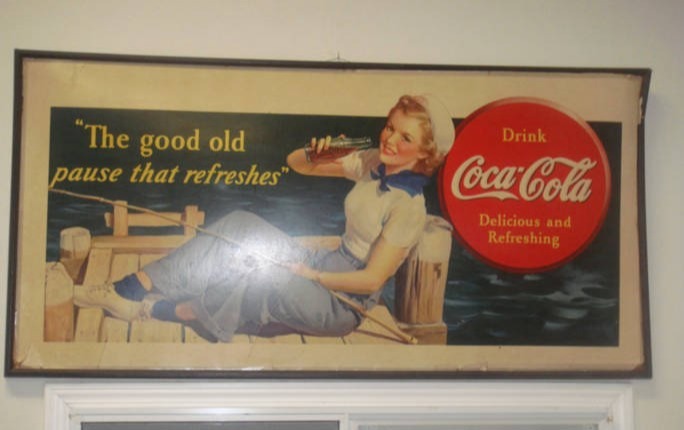 "The good old
pause that refreshes"
Drink
Coca-Cola
Delicious and
Refreshing